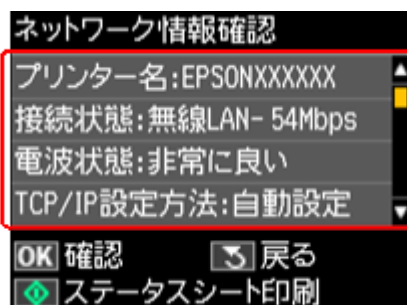 ネットワーク情報確認
プリンター名:EPSONXXXXXX
接続状態:無線LAN- 54Mbps
電波状態:非常に良い
TCP/IP設定方法:自動設定
OK 確認 戻る
ステータスシート印刷